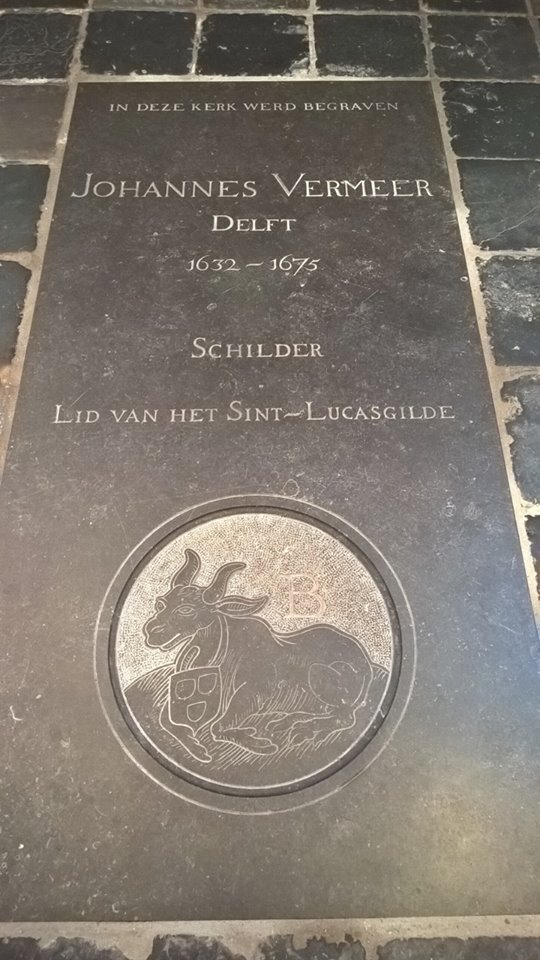 IN DEZE KERK WERD BEGRAVEN
JOHANNES VERMEER
DELFT
1632 – 1675
SCHILDER
LID VAN HET SINT-LUCASGILDE
B